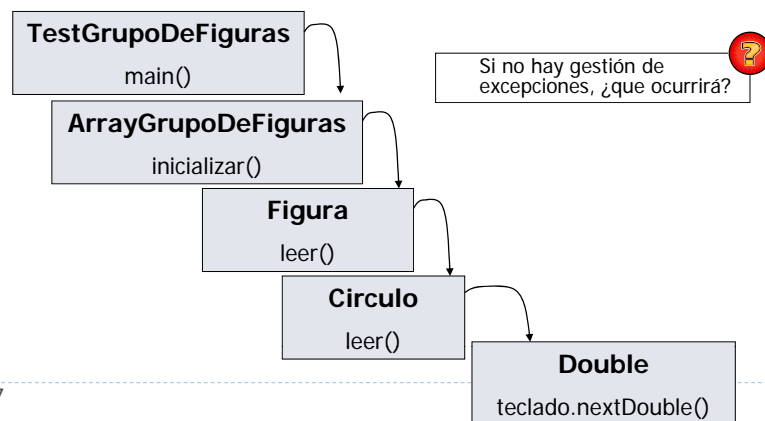 TestGrupoDeFiguras
main()
Si no hay gestión de
excepciones, ¿que ocurrirá?
ArrayGrupoDeFiguras
inicializar()
Figura
leer()
Circulo
leer()
Double
teclado.nextDouble()